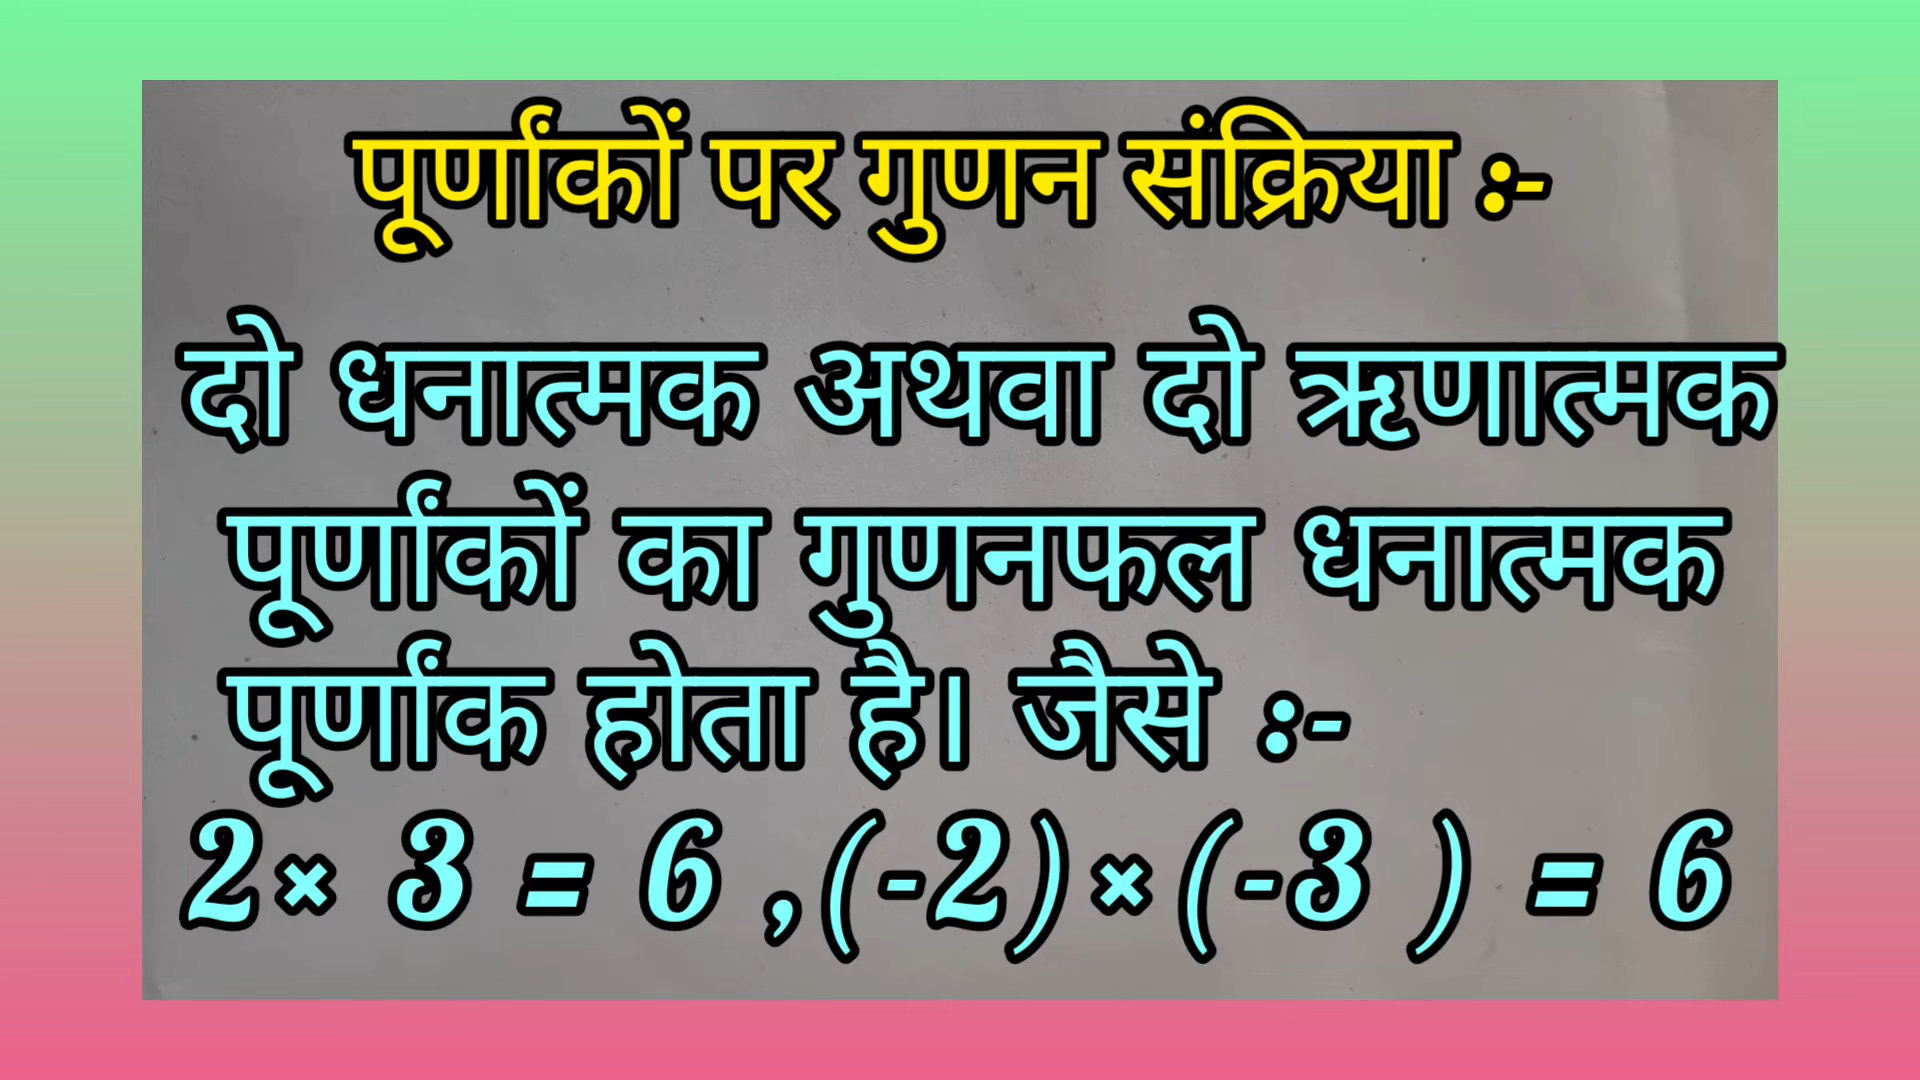 पूर्णांकों पर गुणन संक्रिया :-
दो धनात्मक अथवा दो ऋणात्मक
पूर्णांकों का गुणनफल धनात्मक
पूर्णांक होता है। जैसे :-
2× 3 = 6 ,(-2)×(-3 ) = 6